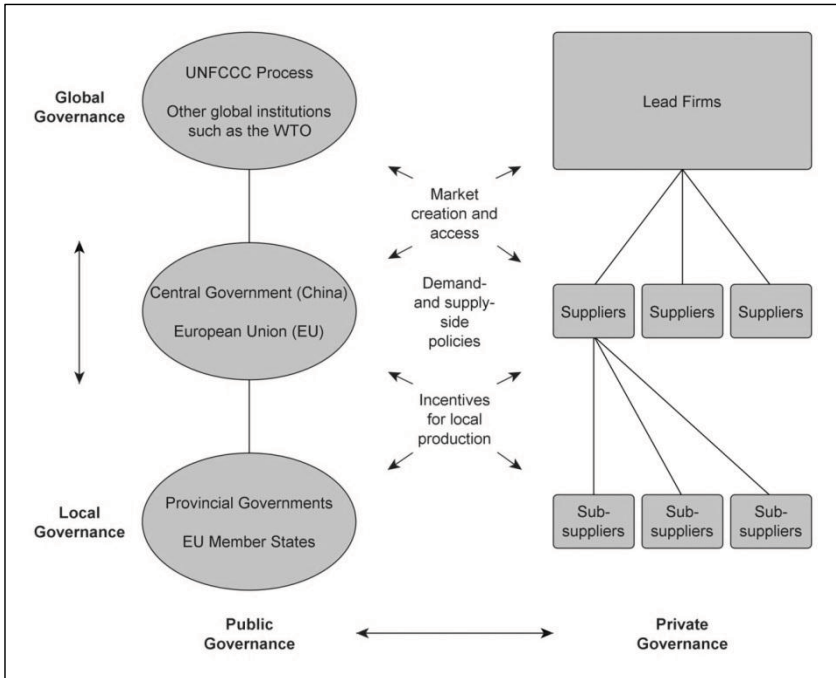 Global
Governance
UNFCCC Process
Other global institutions
such as the WTO
Lead Firms
Market
creation and
access
Central Government (China)
European Union (EU)
Demand-
and supply-
side
policies
Suppliers
Suppliers
Suppliers
Incentives
for local
production
Local
Governance
Provincial Governments
EU Member States
Sub-
suppliers
Sub-
suppliers
Sub-
suppliers
Public
Governance
Private
Governance